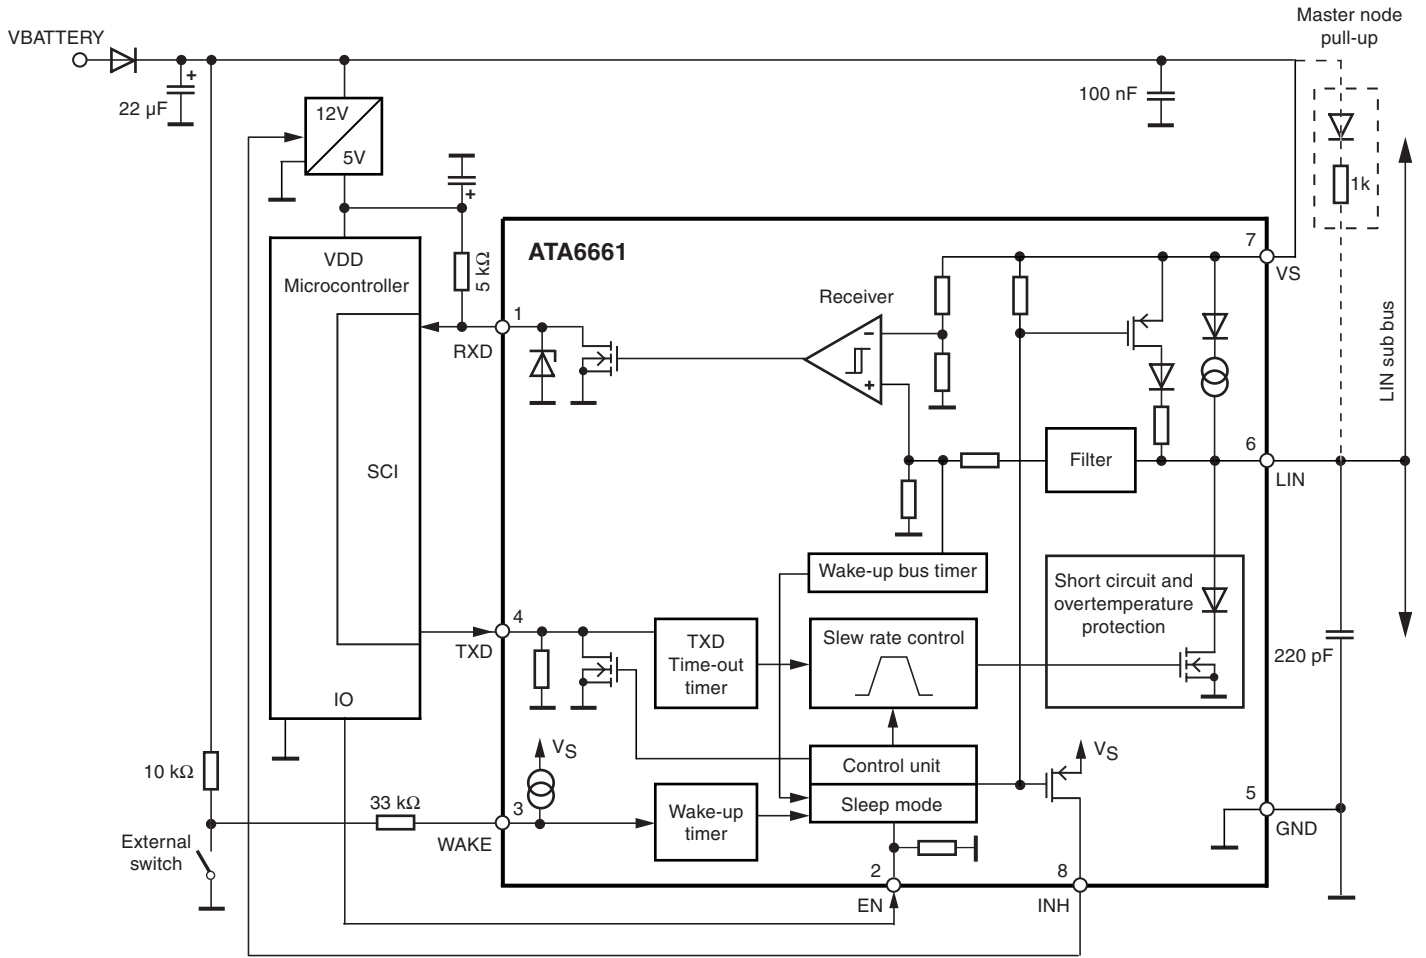 Master node
pull-up
VBATTERY
+
22 µF
12V
5V
100 nF
+
1k
LIN sub bus
ATA6661
VDD
Microcontroller
5 kΩ
7
VS
Receiver
-
+
1
RXD
SCI
6
LIN
Filter
Wake-up bus timer
Short circuit and
overtemperature
protection
4
TXD
TXD
Time-out
timer
Slew rate control
220 pF
IO
VS
Control unit
VS
Sleep mode
10 kΩ
33 kΩ
3
WAKE
Wake-up
timer
5
GND
External
switch
2
EN
8
INH